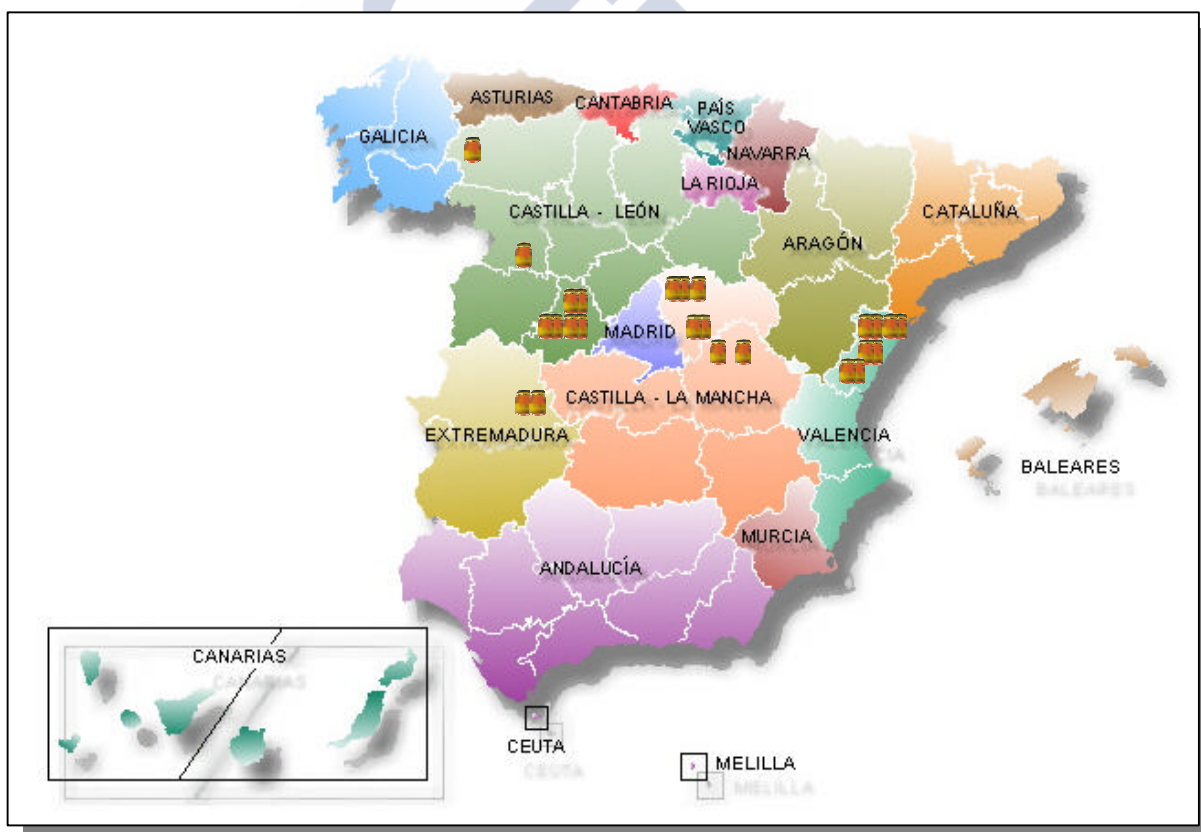 ASTURIAS
CANTABRIA
PAÍS
VASCO
GALICIA
NAVARRA
LA RIOJA
CASTILLA - LEÓN
CATALUÑA
ARAGÓN
MADRID
CASTILLA - LA MANCHA
EXTREMADURA
VALENCIA
BALEARES
MURCIA
ANDALUCÍA
CANARIAS
CEUTA
MELILLA